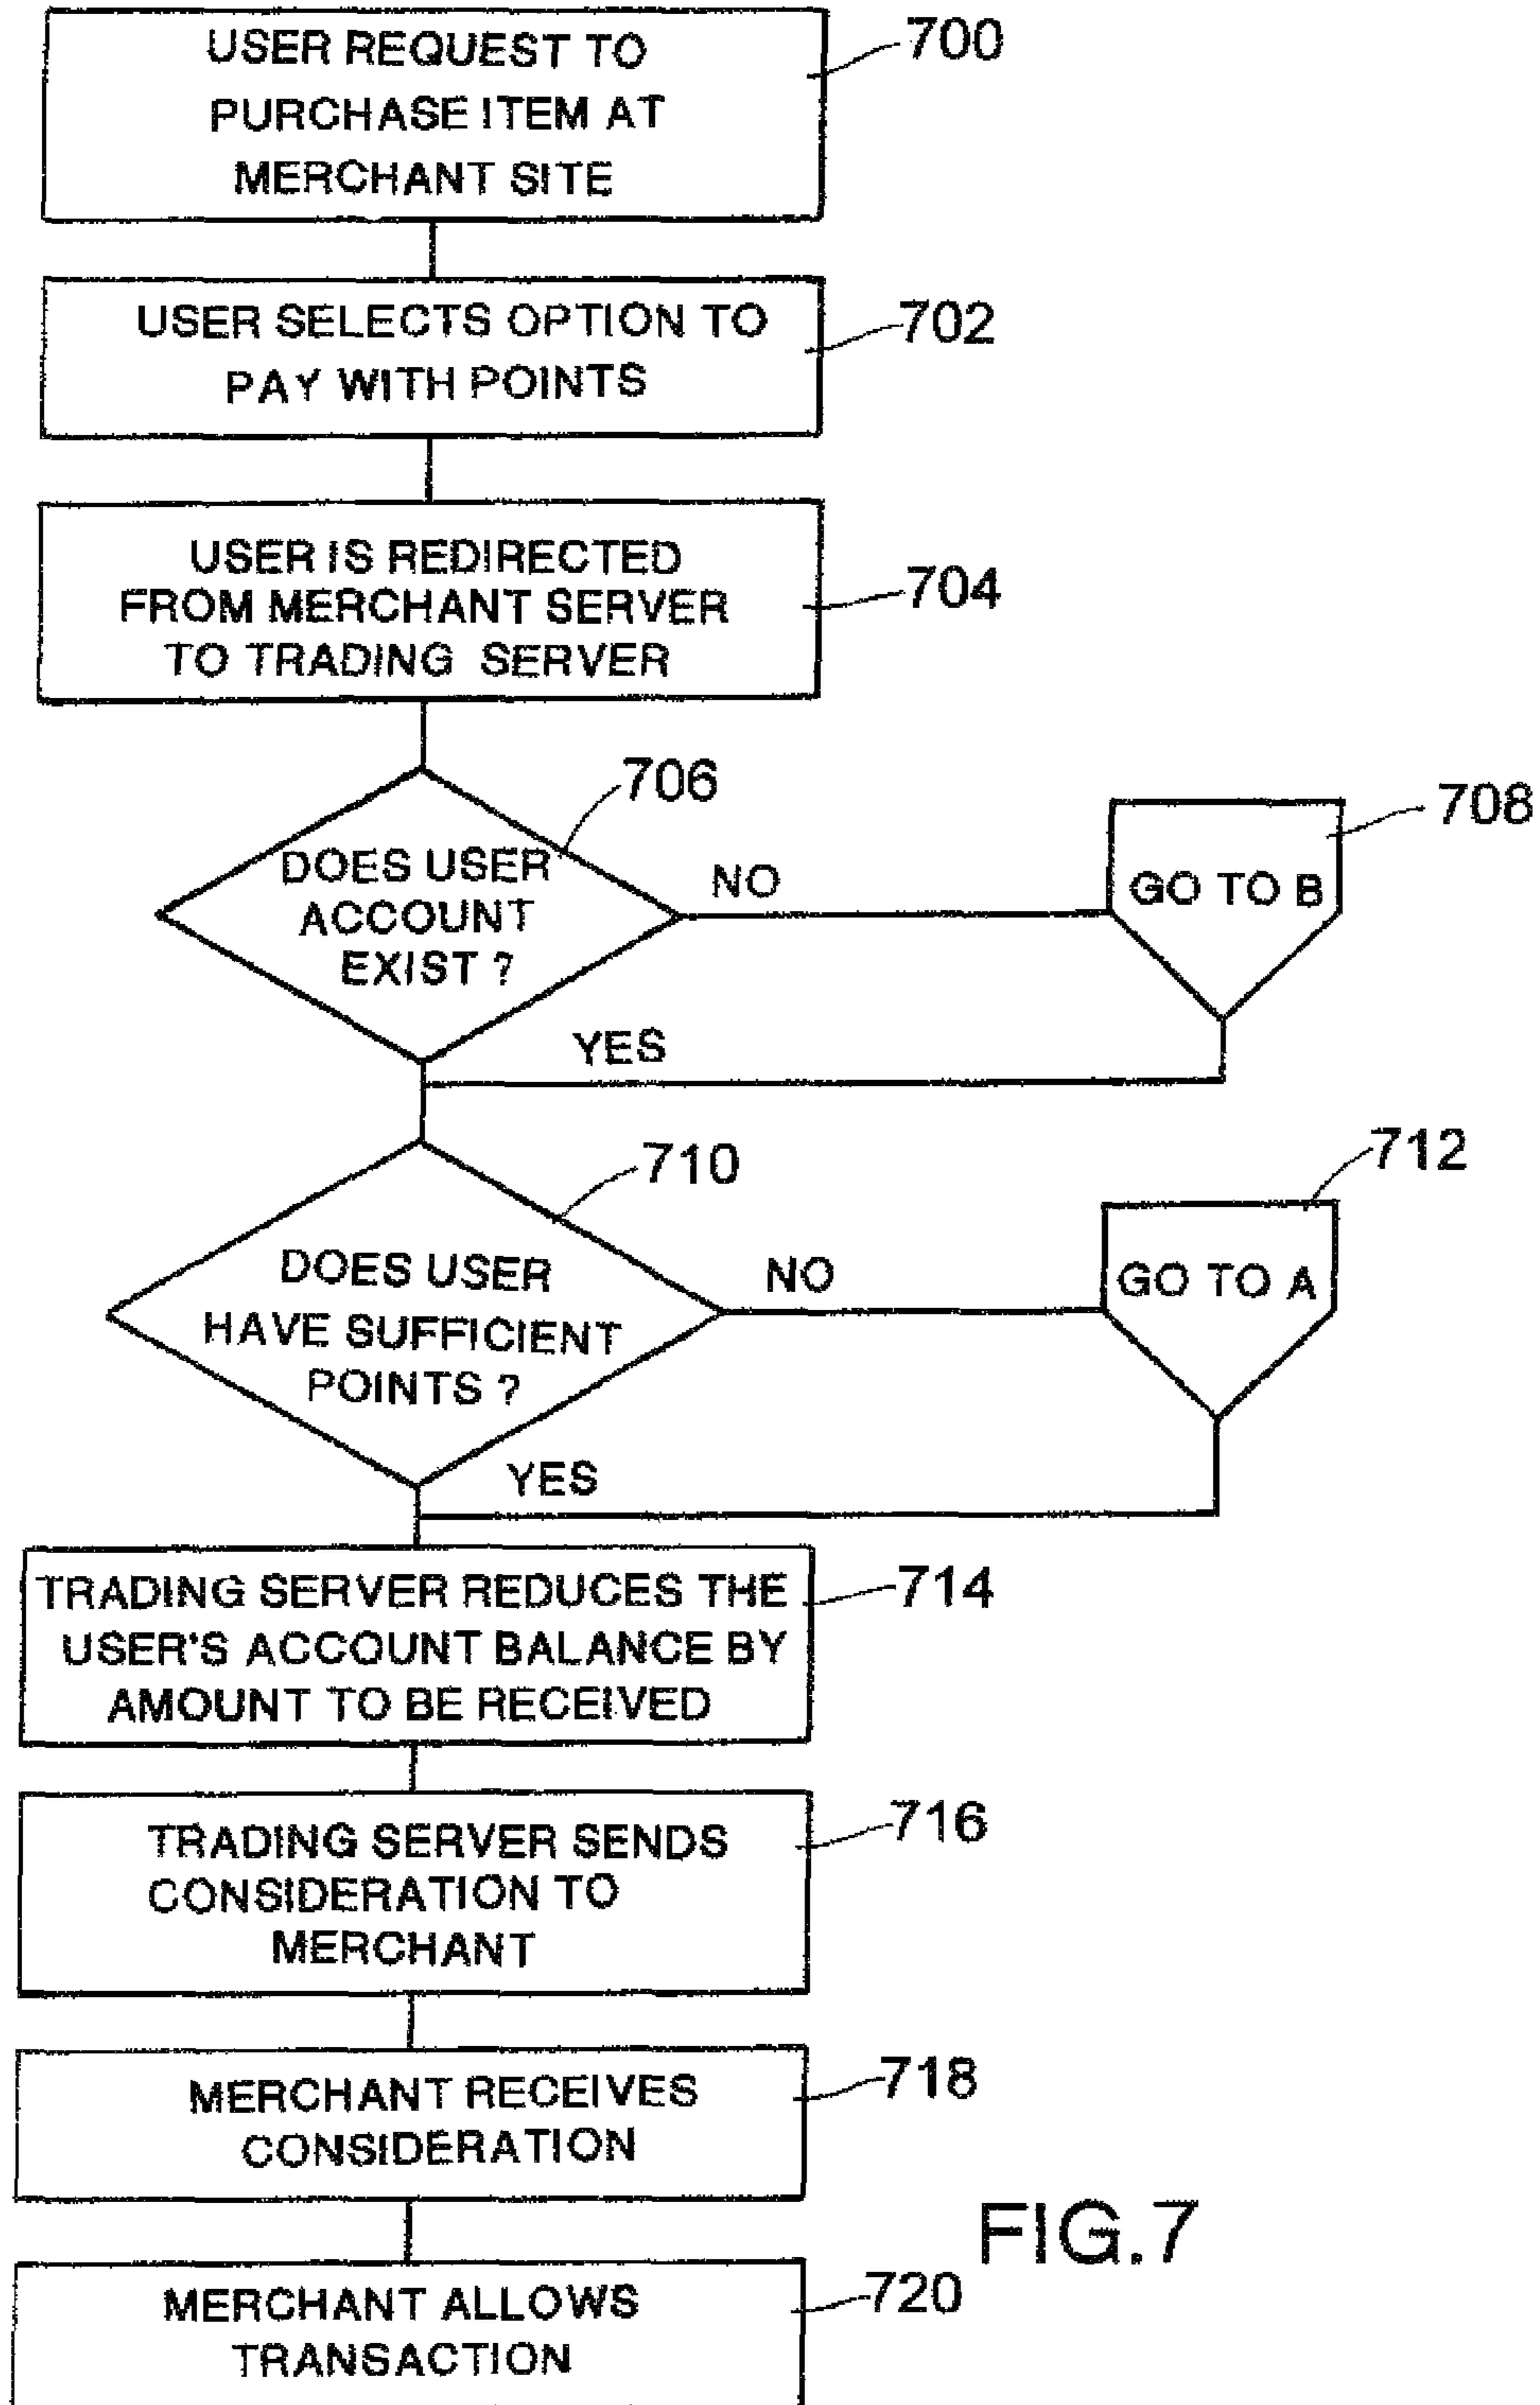 USER REQUEST TO
PURCHASE ITEM AT
MERCHANT SITE
700
USER SELECTS OPTION TO
PAY WITH POINTS
702
USER IS REDIRECTED
FROM MERCHANT SERVER
TO TRADING SERVER
704
706
DOES USER
ACCOUNT
EXIST ?
NO
708
GO TO B
YES
710
DOES USER
HAVE SUFFICIENT
POINTS ?
NO
712
GO TO A
YES
TRADING SERVER REDUCES THE
USER'S ACCOUNT BALANCE BY
AMOUNT TO BE RECEIVED
714
TRADING SERVER SENDS
CONSIDERATION TO
MERCHANT
716
MERCHANT RECEIVES
CONSIDERATION
718
FIG.7
MERCHANT ALLOWS
TRANSACTION
720